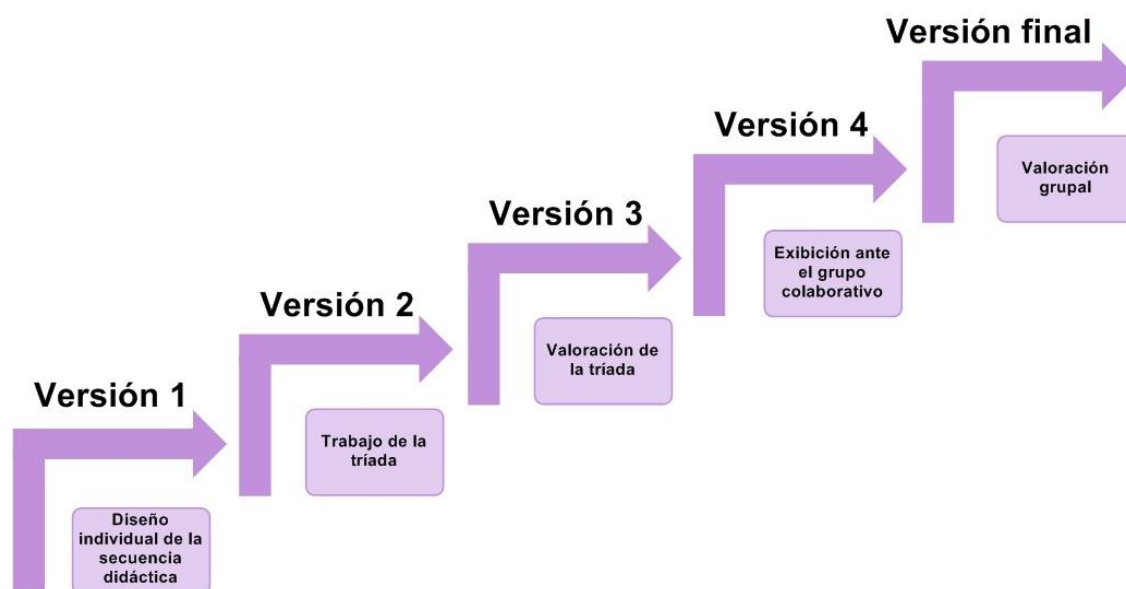 Versión final
Valoración
grupal
Versión 4
Exibición ante
el grupo
colaborativo
Versión 3
Valoración de
la tríada
Versión 2
Trabajo de la
tríada
Versión 1
Diseño
individual de la
secuencia
didáctica